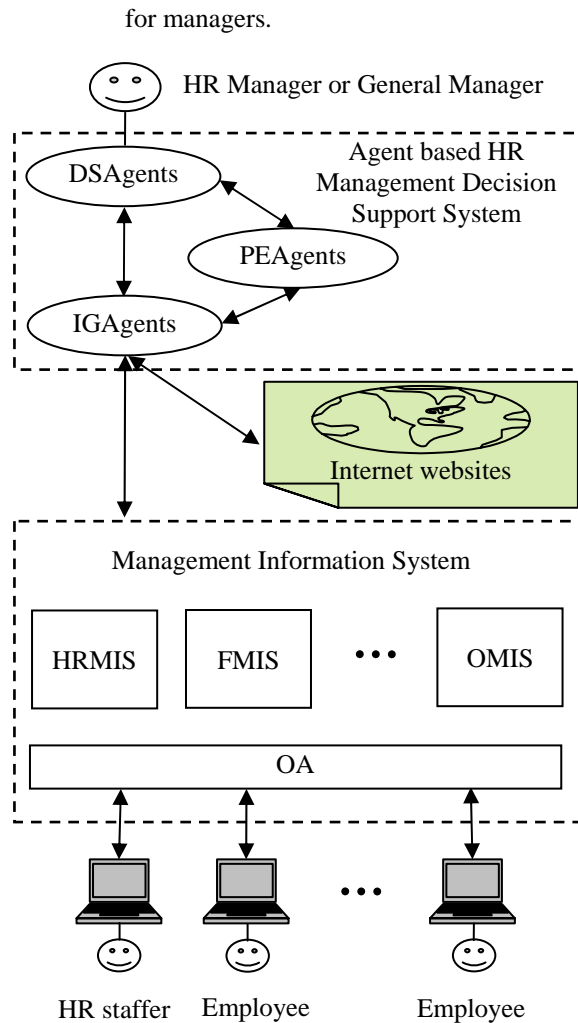 for managers.
HR Manager or General Manager
Agent based HR
Management Decision
Support System
DSAgents
PEAgents
IGAgents
Internet websites
Management Information System
HRMIS
FMIS
•••
OMIS
OA
•••
HR staffer
Employee
Employee